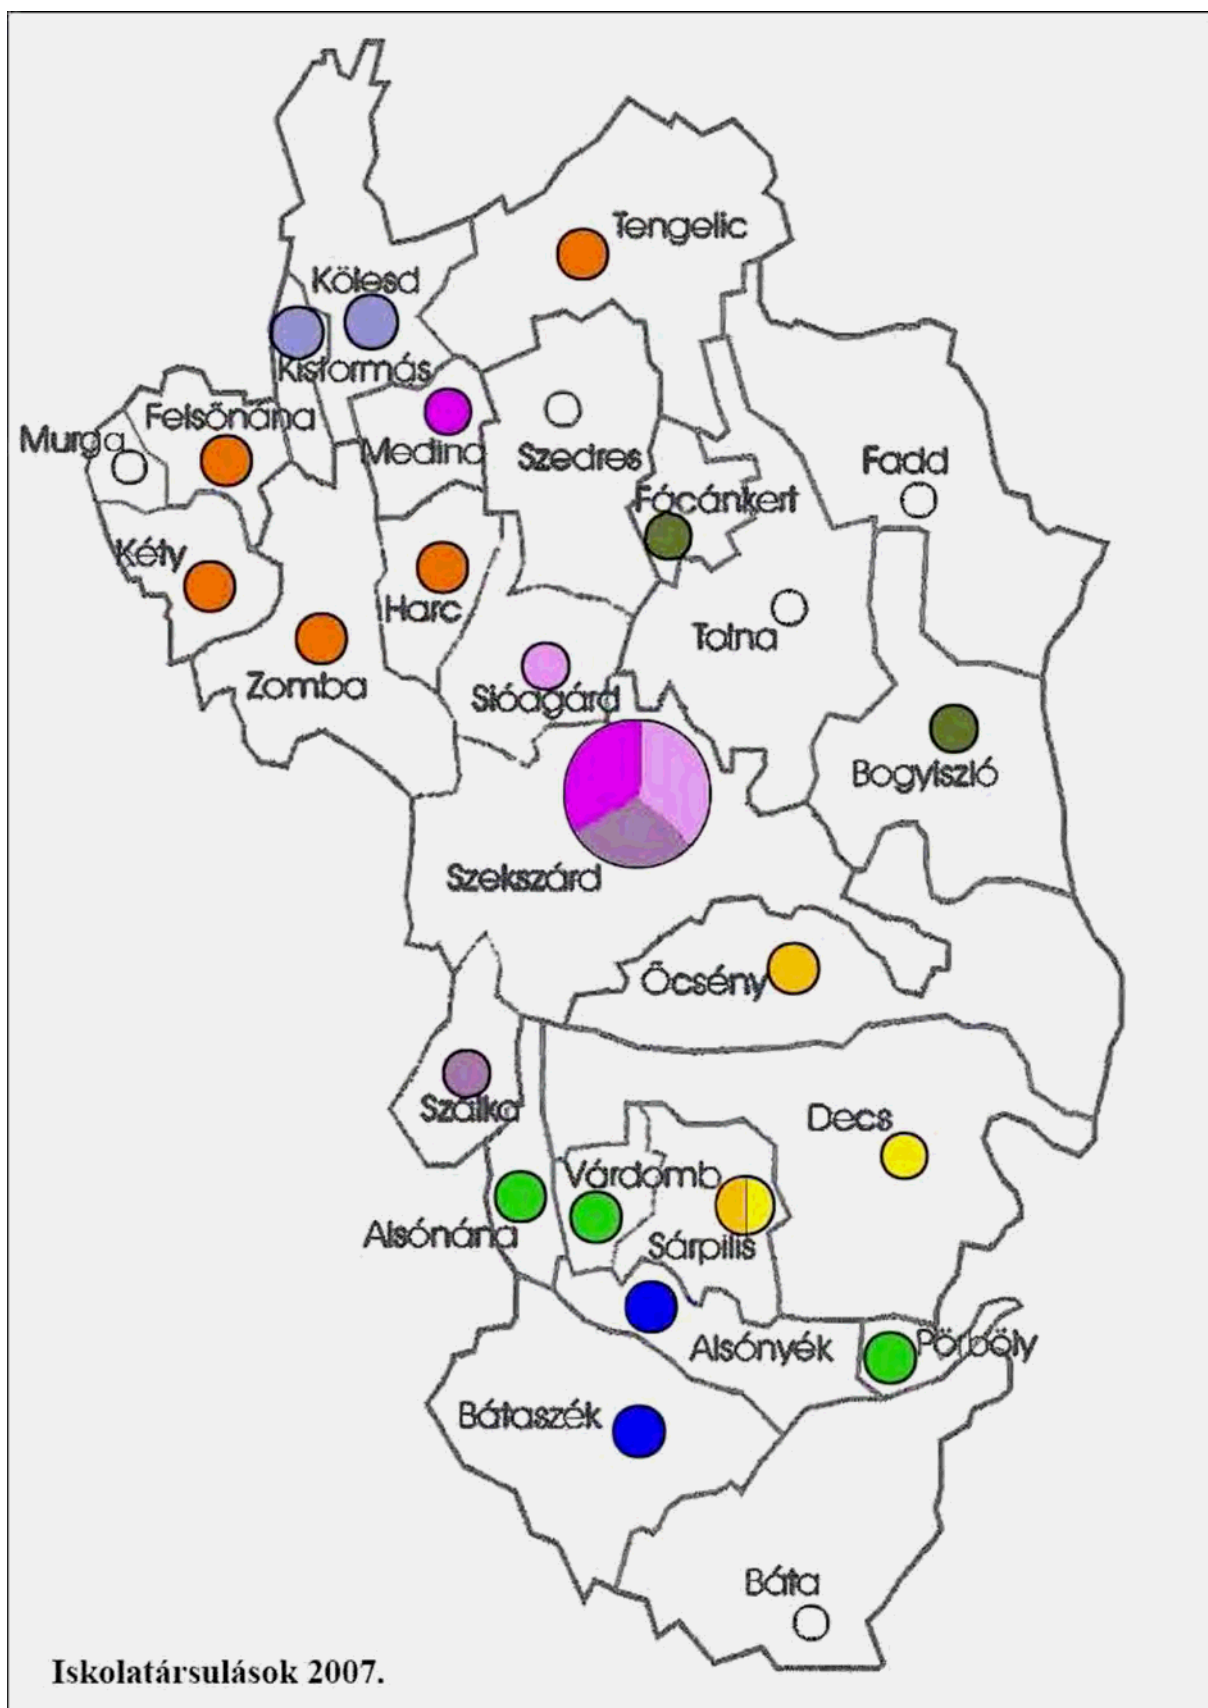 Tengelic
Kölesd
Kistormás
Felsőnána
Murga
Medina
Szedres
Fadd
Fácánkert
Kéty
Harc
Tolna
Zomba
Sióagárd
Bogyiszló
Szekszárd
Őcsény
Szálka
Decs
Várdomb
Alsónána
Sárpilis
Alsónyék
Pörböly
Bátaszék
Báta
Iskolatársulások 2007.